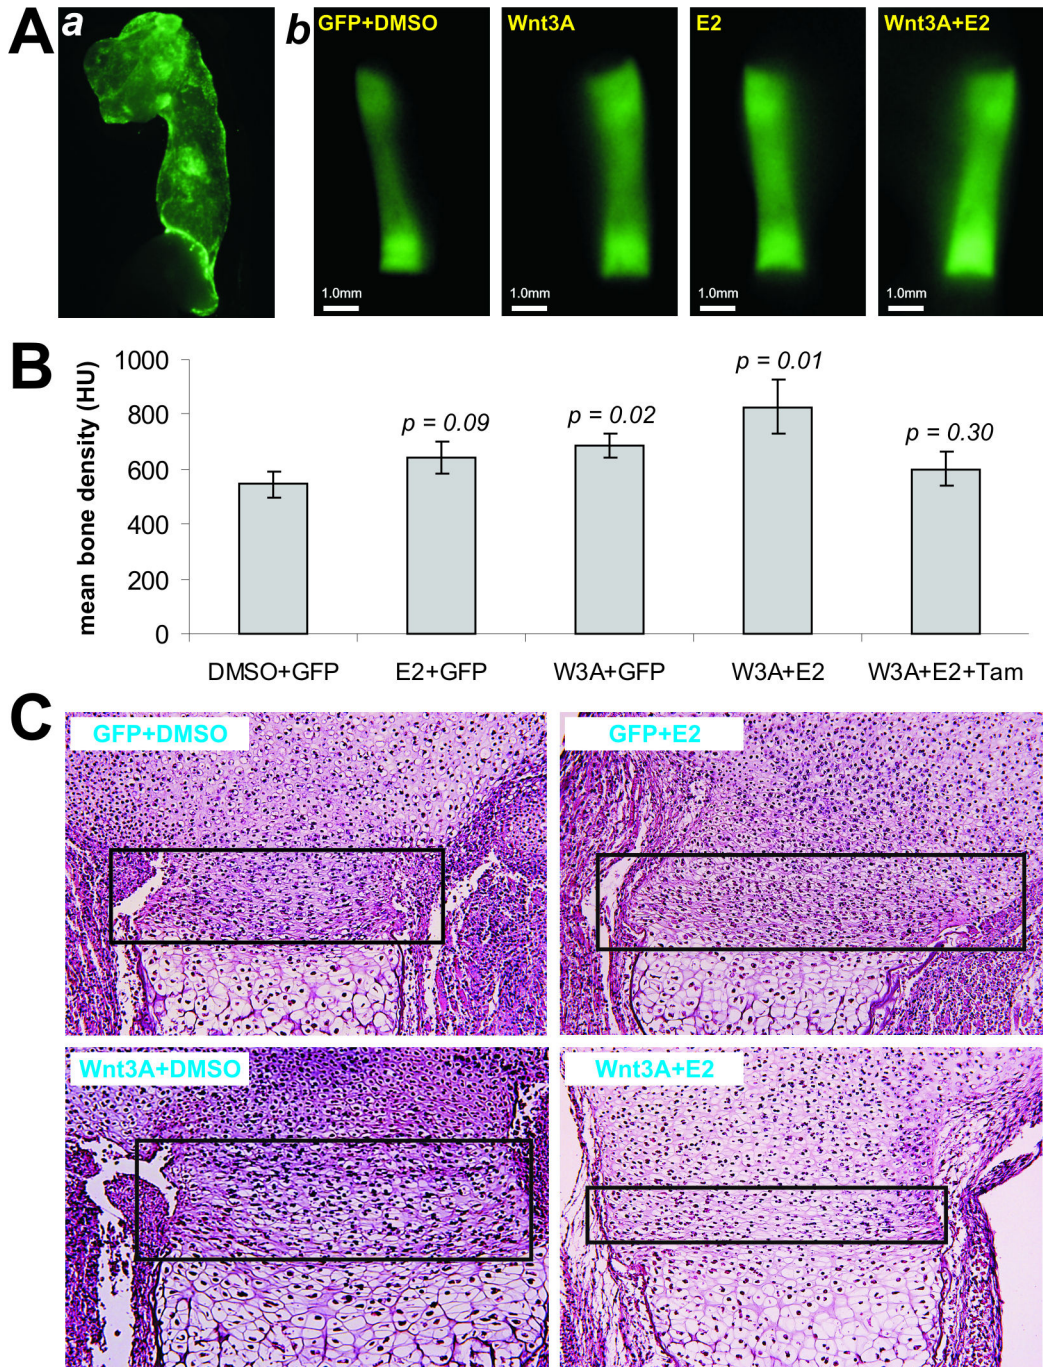 A
a
b
GFP+DMSO
Wnt3A
E2
Wnt3A+E2
1.0mm
1.0mm
1.0mm
1.0mm
B
mean bone density (HU)
1000
800
600
400
200
0
p = 0.09
p = 0.02
p = 0.01
p = 0.30
DMSO+GFP
E2+GFP
W3A+GFP
W3A+E2
W3A+E2+Tam
C
GFP+DMSO
GFP+E2
Wnt3A+DMSO
Wnt3A+E2